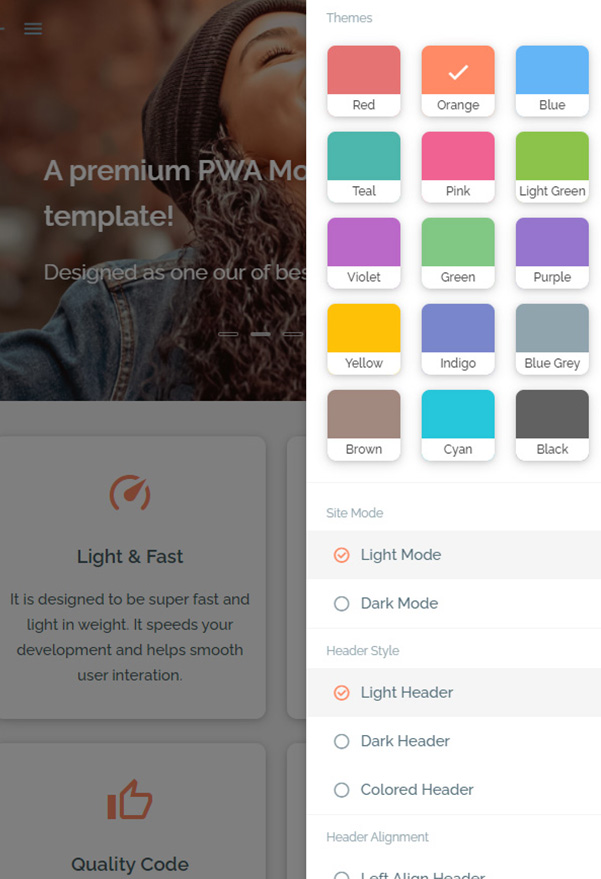 A premium PWA Mo
template!
Designed as one our of bes
Light & Fast
It is designed to be super fast and
light in weight. It speeds your
development and helps smooth
user interation.
Quality Code
Themes
Red
Orange
Blue
Teal
Pink
Light Green
Violet
Green
Purple
Yellow
Indigo
Blue Grey
Brown
Cyan
Black
Site Mode
Light Mode
Dark Mode
Header Style
Light Header
Dark Header
Colored Header
Header Alignment
Left Align Header